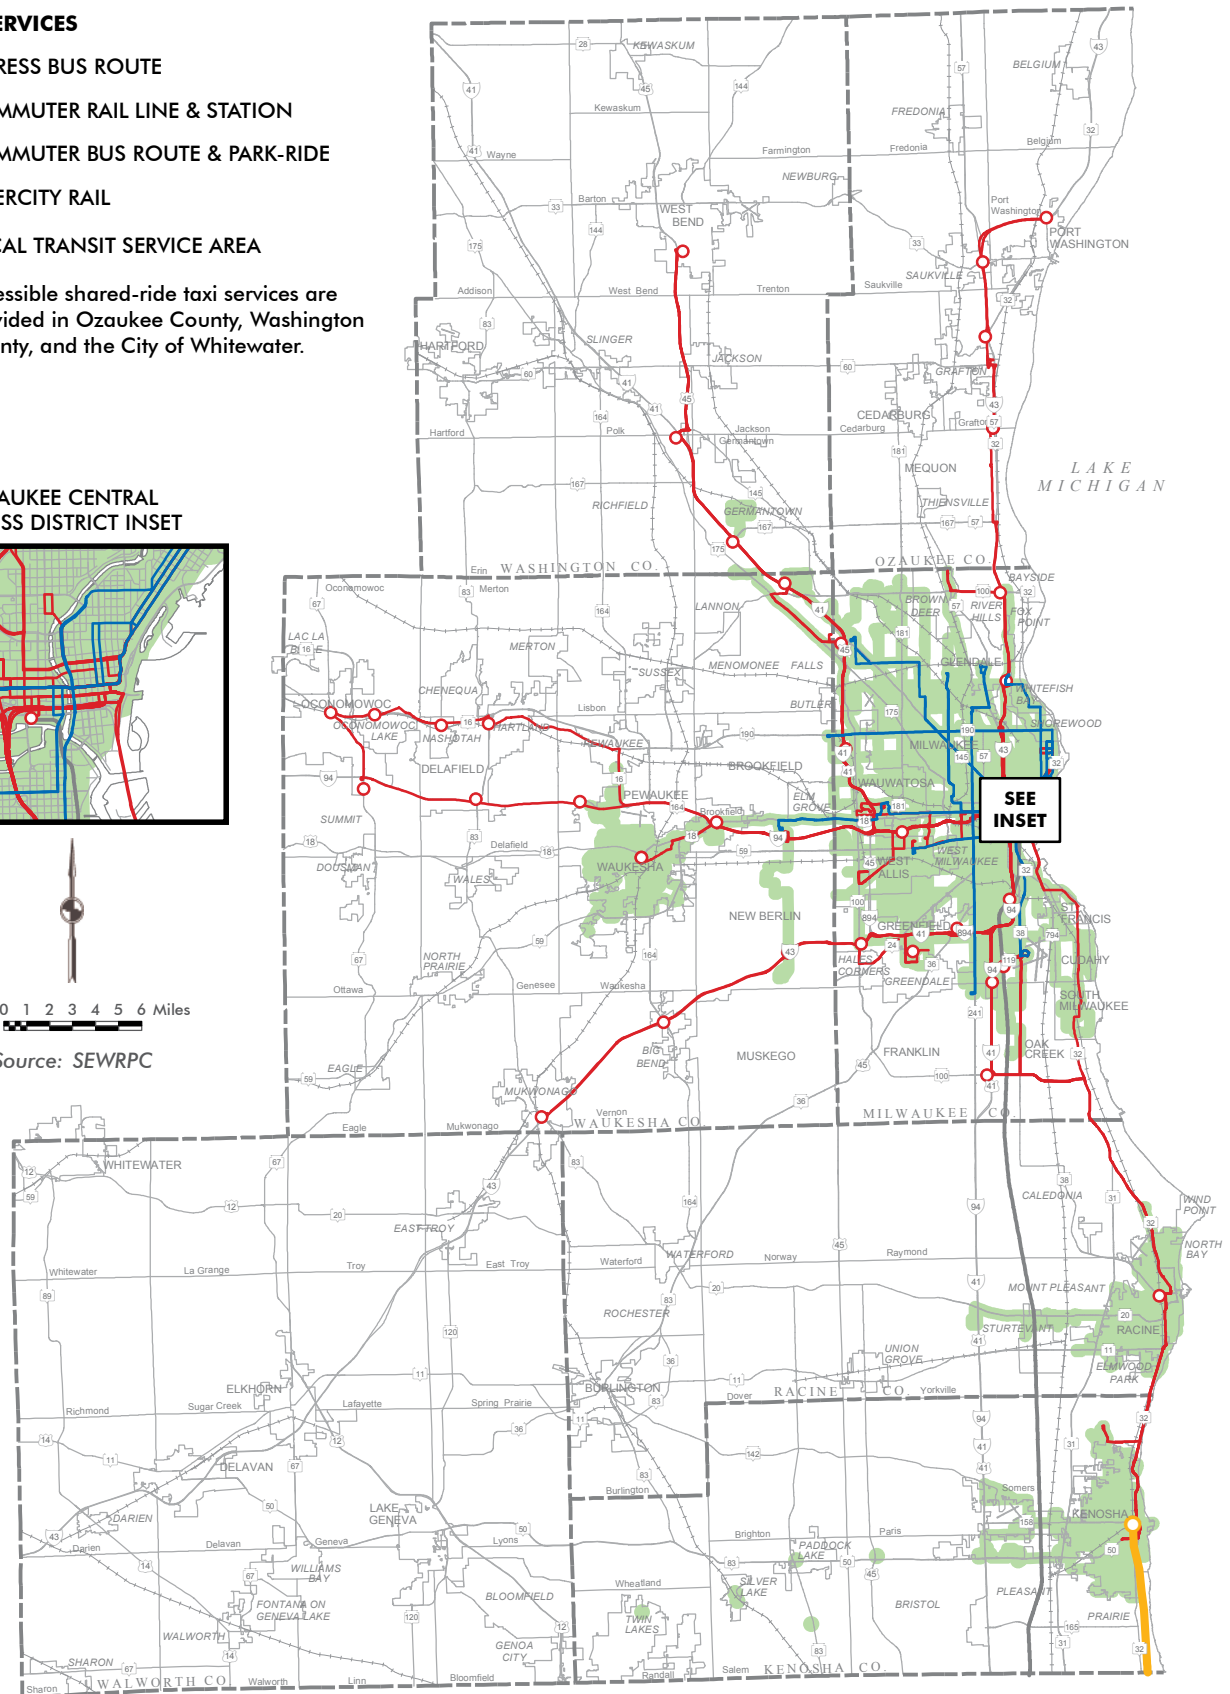 ERVICES
RESS BUS ROUTE
MMUTER RAIL LINE & STATION
MMUTER BUS ROUTE & PARK-RIDE
ERCITY RAIL
CAL TRANSIT SERVICE AREA
essible shared-ride taxi services are
vided in Ozaukee County, Washington
nty, and the City of Whitewater.
AUKEE CENTRAL
SS DISTRICT INSET
0 1 2 3 4 5 6 Miles
Source: SEWRPC
KEWASKUM
Kewaskum
Wayne
BELGIUM
FREDONIA
Fredonia
Belgium
Farmington
NEWBURG
Barton
WEST
BEND
Port
Washington
PORT
WASHINGTON
SAUKVILLE
Saukville
Addison
West Bend
Trenton
HARTFORD
SLINGER
JACKSON
GRAFTON
CEDARBURG
Cedarburg
Grafton
Hartford
Polk
Jackson
Germantown
MEQUON
LAKE
MICHIGAN
RICHFIELD
GERMANTOWN
THIENSVILLE
Erin
WASHINGTON CO.
OZAUKEE CO.
BAYSIDE
Oconomowoc
Merton
LANNON
BROWN
DEER
RIVER
HILLS
FOX
POINT
LAC LA
MERTON
SUSSEX
MENOMONEE FALLS
GLENDALE
CHENEQUA
WHITEFISH
BAY
OCONOMOWOC
OCONOMOWOC
LAKE
NASHOTAH
HARTLAND
Lisbon
BUTLER
SHOREWOOD
PEWAUKEE
MILWAUKEE
DELAFIELD
BROOKFIELD
WAUWATOSA
PEWAUKEE
ELM
GROVE
SEE
INSET
Brookfield
SUMMIT
Delafield
DOUSMAN
WALES
WAUKESHA
WEST
ALLIS
WEST
MILWAUKEE
NEW BERLIN
ST.
FRANCIS
GREENFIELD
HALES
CORNERS
GREENDALE
CUDAHY
NORTH
PRAIRIE
Ottawa
Genesee
Waukesha
SOUTH
MILWAUKEE
BIG
BEND
MUSKEGO
FRANKLIN
OAK
CREEK
EAGLE
MUKWONAGO
Vernon
WAUKESHA CO.
MILWAUKEE CO.
Eagle
Mukwonago
WHITEWATER
CALEDONIA
WIND
POINT
NORTH
BAY
EAST TROY
WATERFORD
Norway
Raymond
Whitewater
La Grange
Troy
East Troy
Waterford
MOUNT PLEASANT
ROCHESTER
STURTEVANT
RACINE
UNION
GROVE
ELMWOOD
PARK
ELKHORN
BURLINGTON
Dover
RACINE CO.
Yorkville
Richmond
Sugar Creek
Lafayette
Spring Prairie
DELAVAN
Burlington
Somers
DARIEN
LAKE
GENEVA
KENOSHA
Darien
Delavan
Geneva
Lyons
Brighton
Paris
PADDOCK
LAKE
WILLIAMS
BAY
Wheatland
SILVER
LAKE
PLEASANT
PRAIRIE
BLOOMFIELD
FONTANA ON
GENEVA LAKE
TWIN
LAKES
BRISTOL
WALWORTH
GENOA
CITY
SHARON
Sharon
WALWORTH CO.
Walworth
Linn
Bloomfield
Randall
Salem
KENOSHA CO.